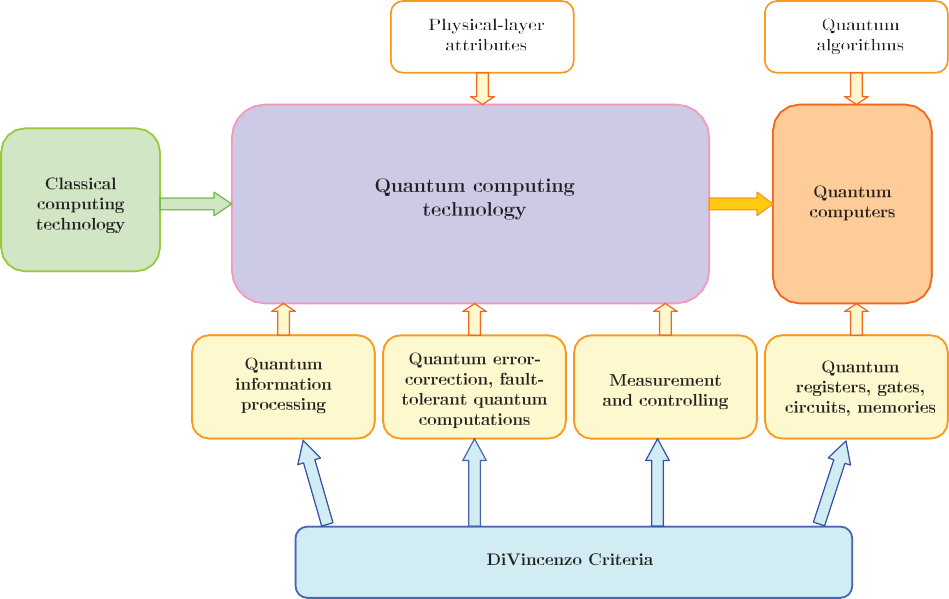 Physical-layer
attributes
Quantum
algorithms
Classical
computing
technology
Quantum computing
technology
Quantum
computers
Quantum
information
processing
Quantum error-
correction, fault-
tolerant quantum
computations
Measurement
and controlling
Quantum
registers, gates,
circuits, memories
DiVincenzo Criteria